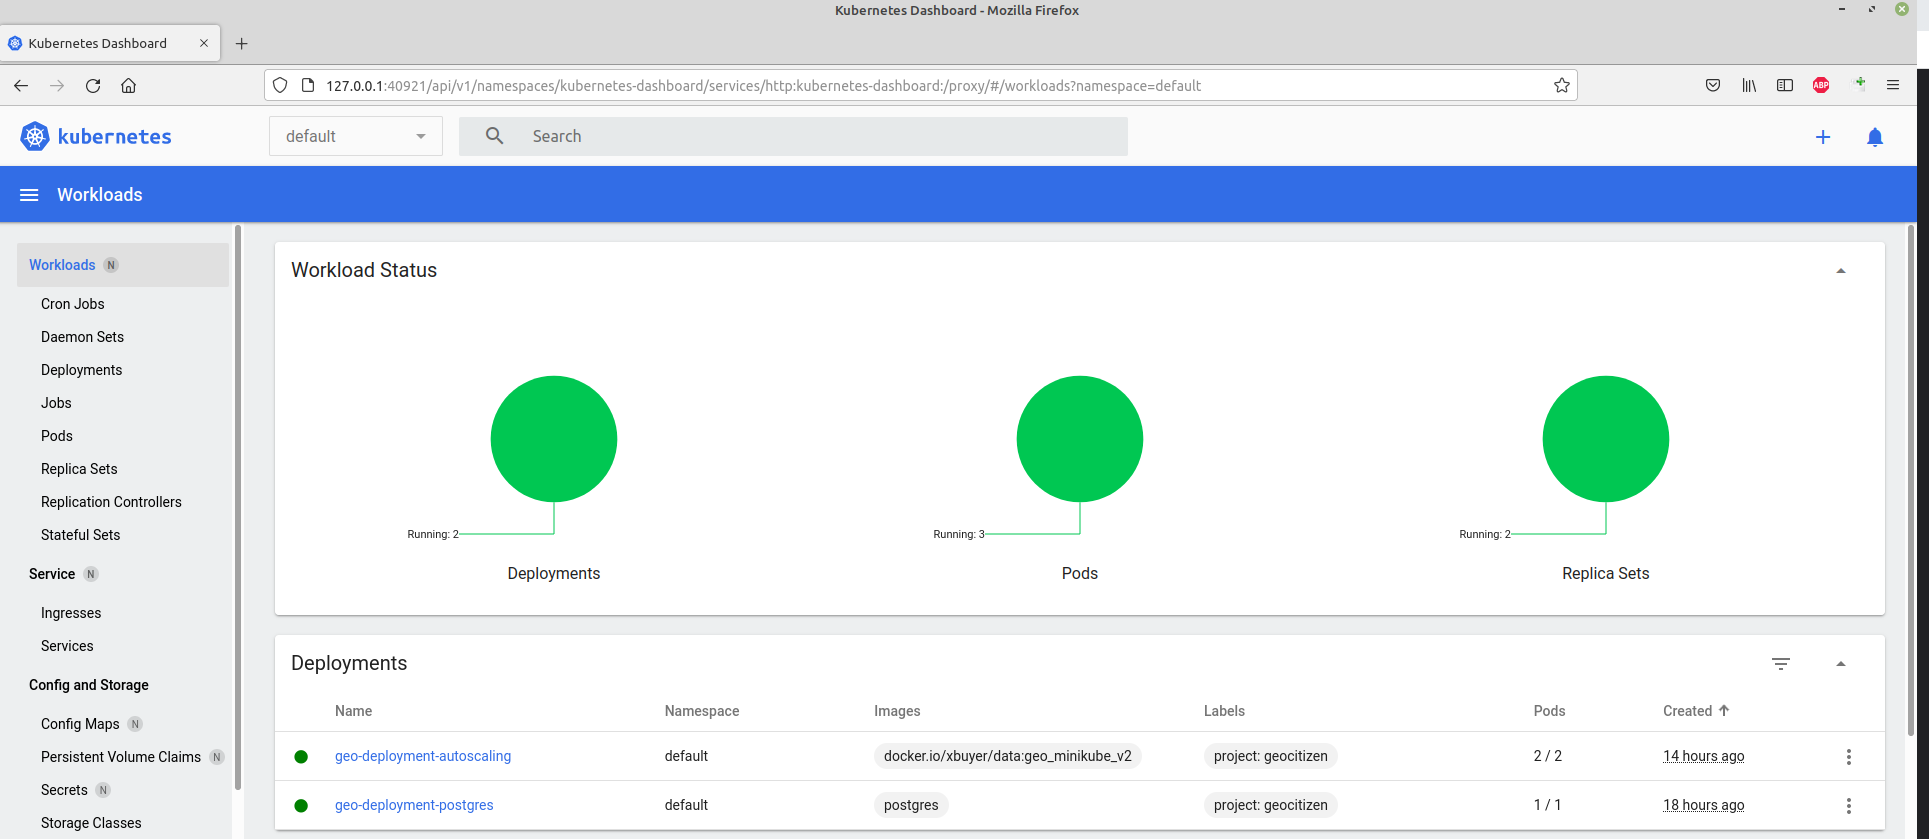 Kubernetes Dashboard - Mozilla Firefox
Kubernetes Dashboard
127.0.0.1:40921/api/v1/namespaces/kubernetes-dashboard/services/http:kubernetes-dashboard:/proxy/#/workloads?namespace=default
ABP
kubernetes default Search
Workloads
Workloads N
Cron Jobs
Daemon Sets
Deployments
Jobs
Pods
Replica Sets
Replication Controllers
Stateful Sets
Service N
Ingresses
Services
Config and Storage
Config Maps N
Persistent Volume Claims N
Secrets N
Storage Classes
Workload Status
Running: 2 Running: 3 Running: 2
Deployments Pods Replica Sets
Deployments
Name Namespace Images Labels Pods Created
geo-deployment-autoscaling default docker.io/xbuyer/data:geo_minikube_v2 project: geocitizen 2 / 2 14 hours ago
geo-deployment-postgres default postgres project: geocitizen 1 / 1 18 hours ago